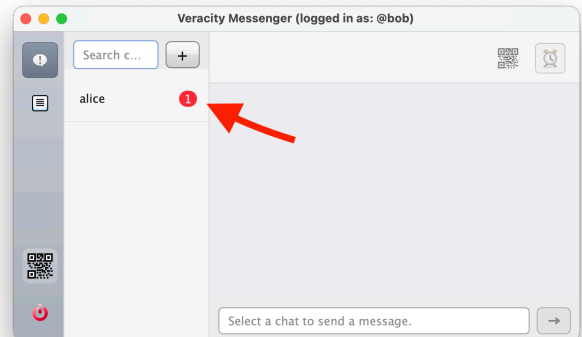 Veracity Messenger (logged in as: @bob)
Search c...
+
alice
1
Select a chat to send a message.